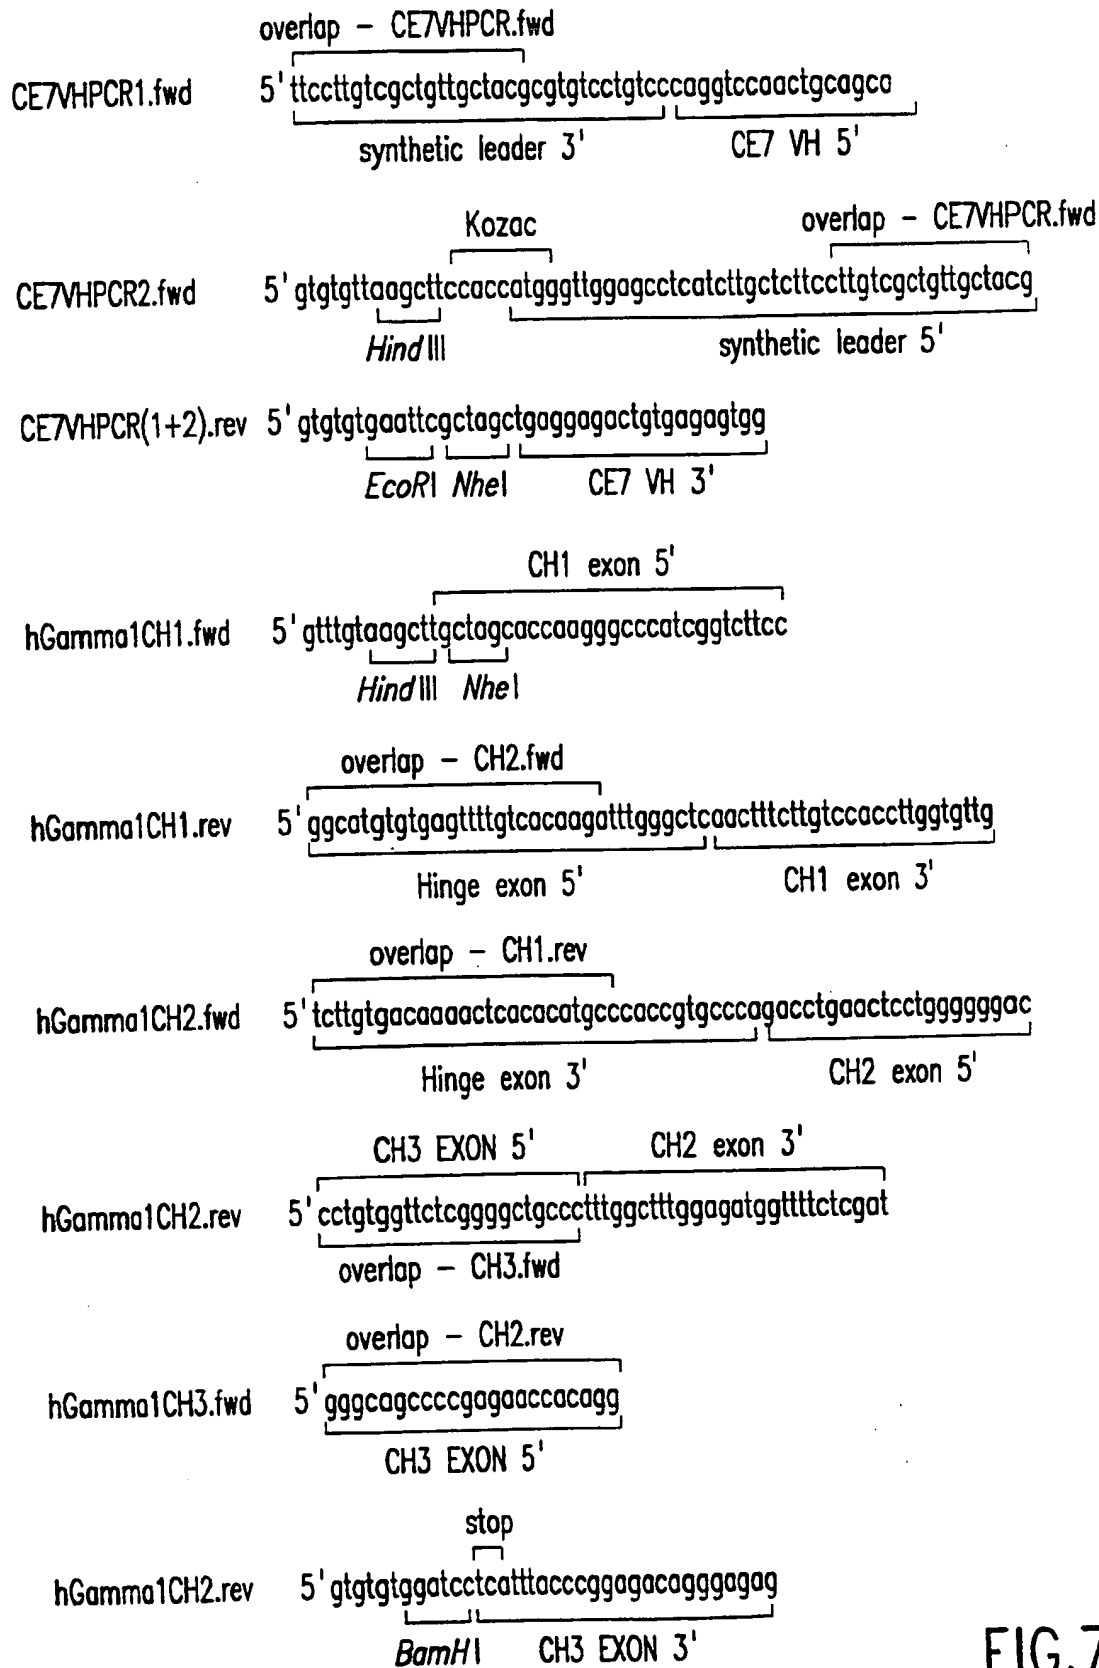 overlap – CE7VHPCR.fwd
CE7VHPCR1.fwd 5' ttccttgtcgctgttgctacgcgtgtcctgtcccaggtccaactgcagca
synthetic leader 3' CE7 VH 5'
Kozac overlap – CE7VHPCR.fwd
CE7VHPCR2.fwd 5' gtgtgttaagcttccaccatgggttggagcctcatcttgctcttccttgtcgctgttgctacg
Hind III synthetic leader 5'
CE7VHPCR(1+2).rev 5' gtgtgtgaattcgctagctgaggagactgtgagagtgg
EcoRI NheI CE7 VH 3'
CH1 exon 5'
hGamma1CH1.fwd 5' gtttgtaagcttgctagcaccaagggcccatcggtcttcc
Hind III NheI
overlap – CH2.fwd
hGamma1CH1.rev 5' ggcatgtgtgagttttgtcacaagatttgggctcaactttcttgtccaccttggtgttg
Hinge exon 5' CH1 exon 3'
overlap – CH1.rev
hGamma1CH2.fwd 5' tcttgtgacaaaactcacacatgcccaccgtgcccagacctgaactcctggggggac
Hinge exon 3' CH2 exon 5'
CH3 EXON 5' CH2 exon 3'
hGamma1CH2.rev 5' cctgtggttctcggggctgccctttggctttggagatggttttctcgat
overlap – CH3.fwd
overlap – CH2.rev
hGamma1CH3.fwd 5' gggcagccccgagaaccacagg
CH3 EXON 5'
stop
hGamma1CH2.rev 5' gtgtgtggatcctcatttacccggagacagggagag
BamHI CH3 EXON 3'
FIG.7